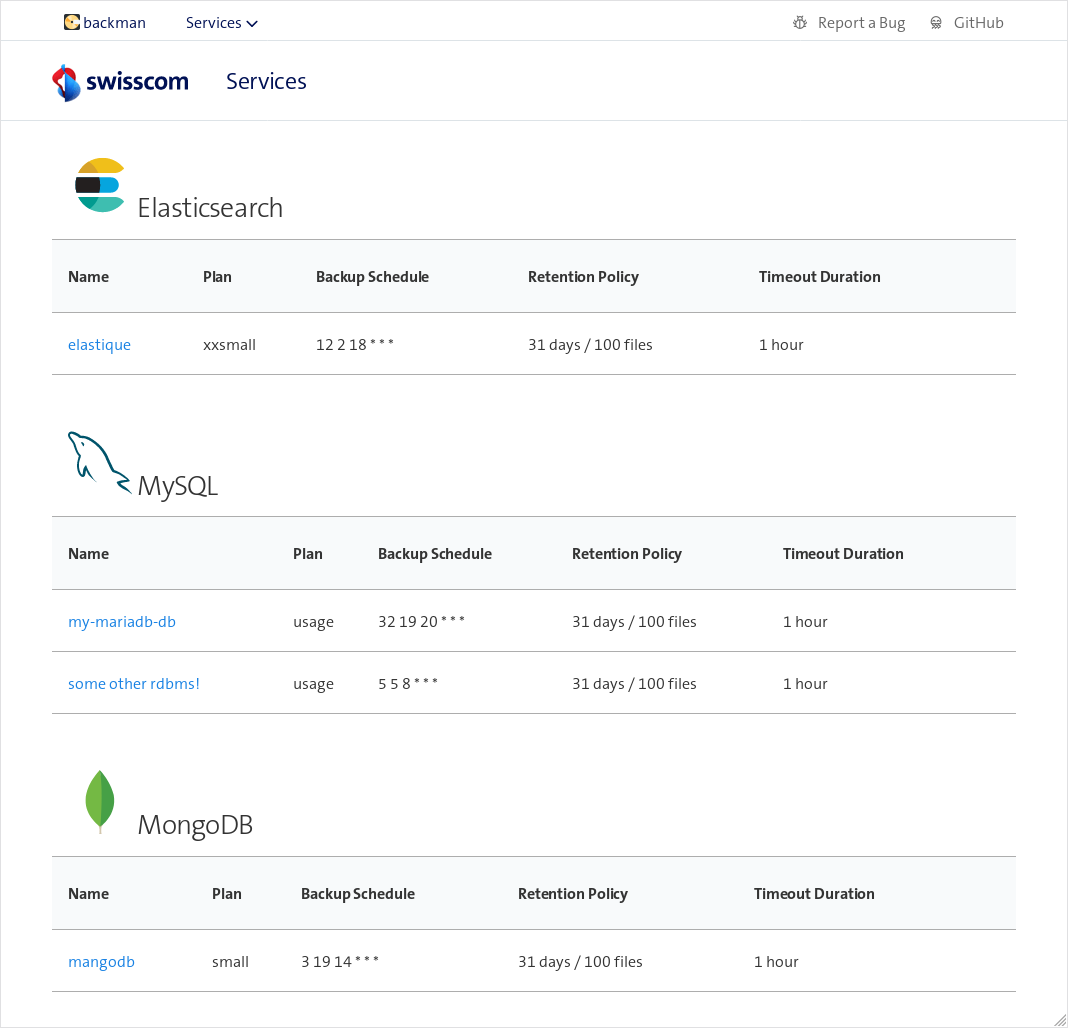 backman Services Report a Bug GitHub
swisscom Services
Elasticsearch
Name Plan Backup Schedule Retention Policy Timeout Duration
elastique xxsmall 12 2 18 * * * 31 days / 100 files 1 hour
MySQL
Name Plan Backup Schedule Retention Policy Timeout Duration
my-mariadb-db usage 32 19 20 * * * 31 days / 100 files 1 hour
some other rdbms! usage 5 5 8 * * * 31 days / 100 files 1 hour
MongoDB
Name Plan Backup Schedule Retention Policy Timeout Duration
mangodb small 3 19 14 * * * 31 days / 100 files 1 hour